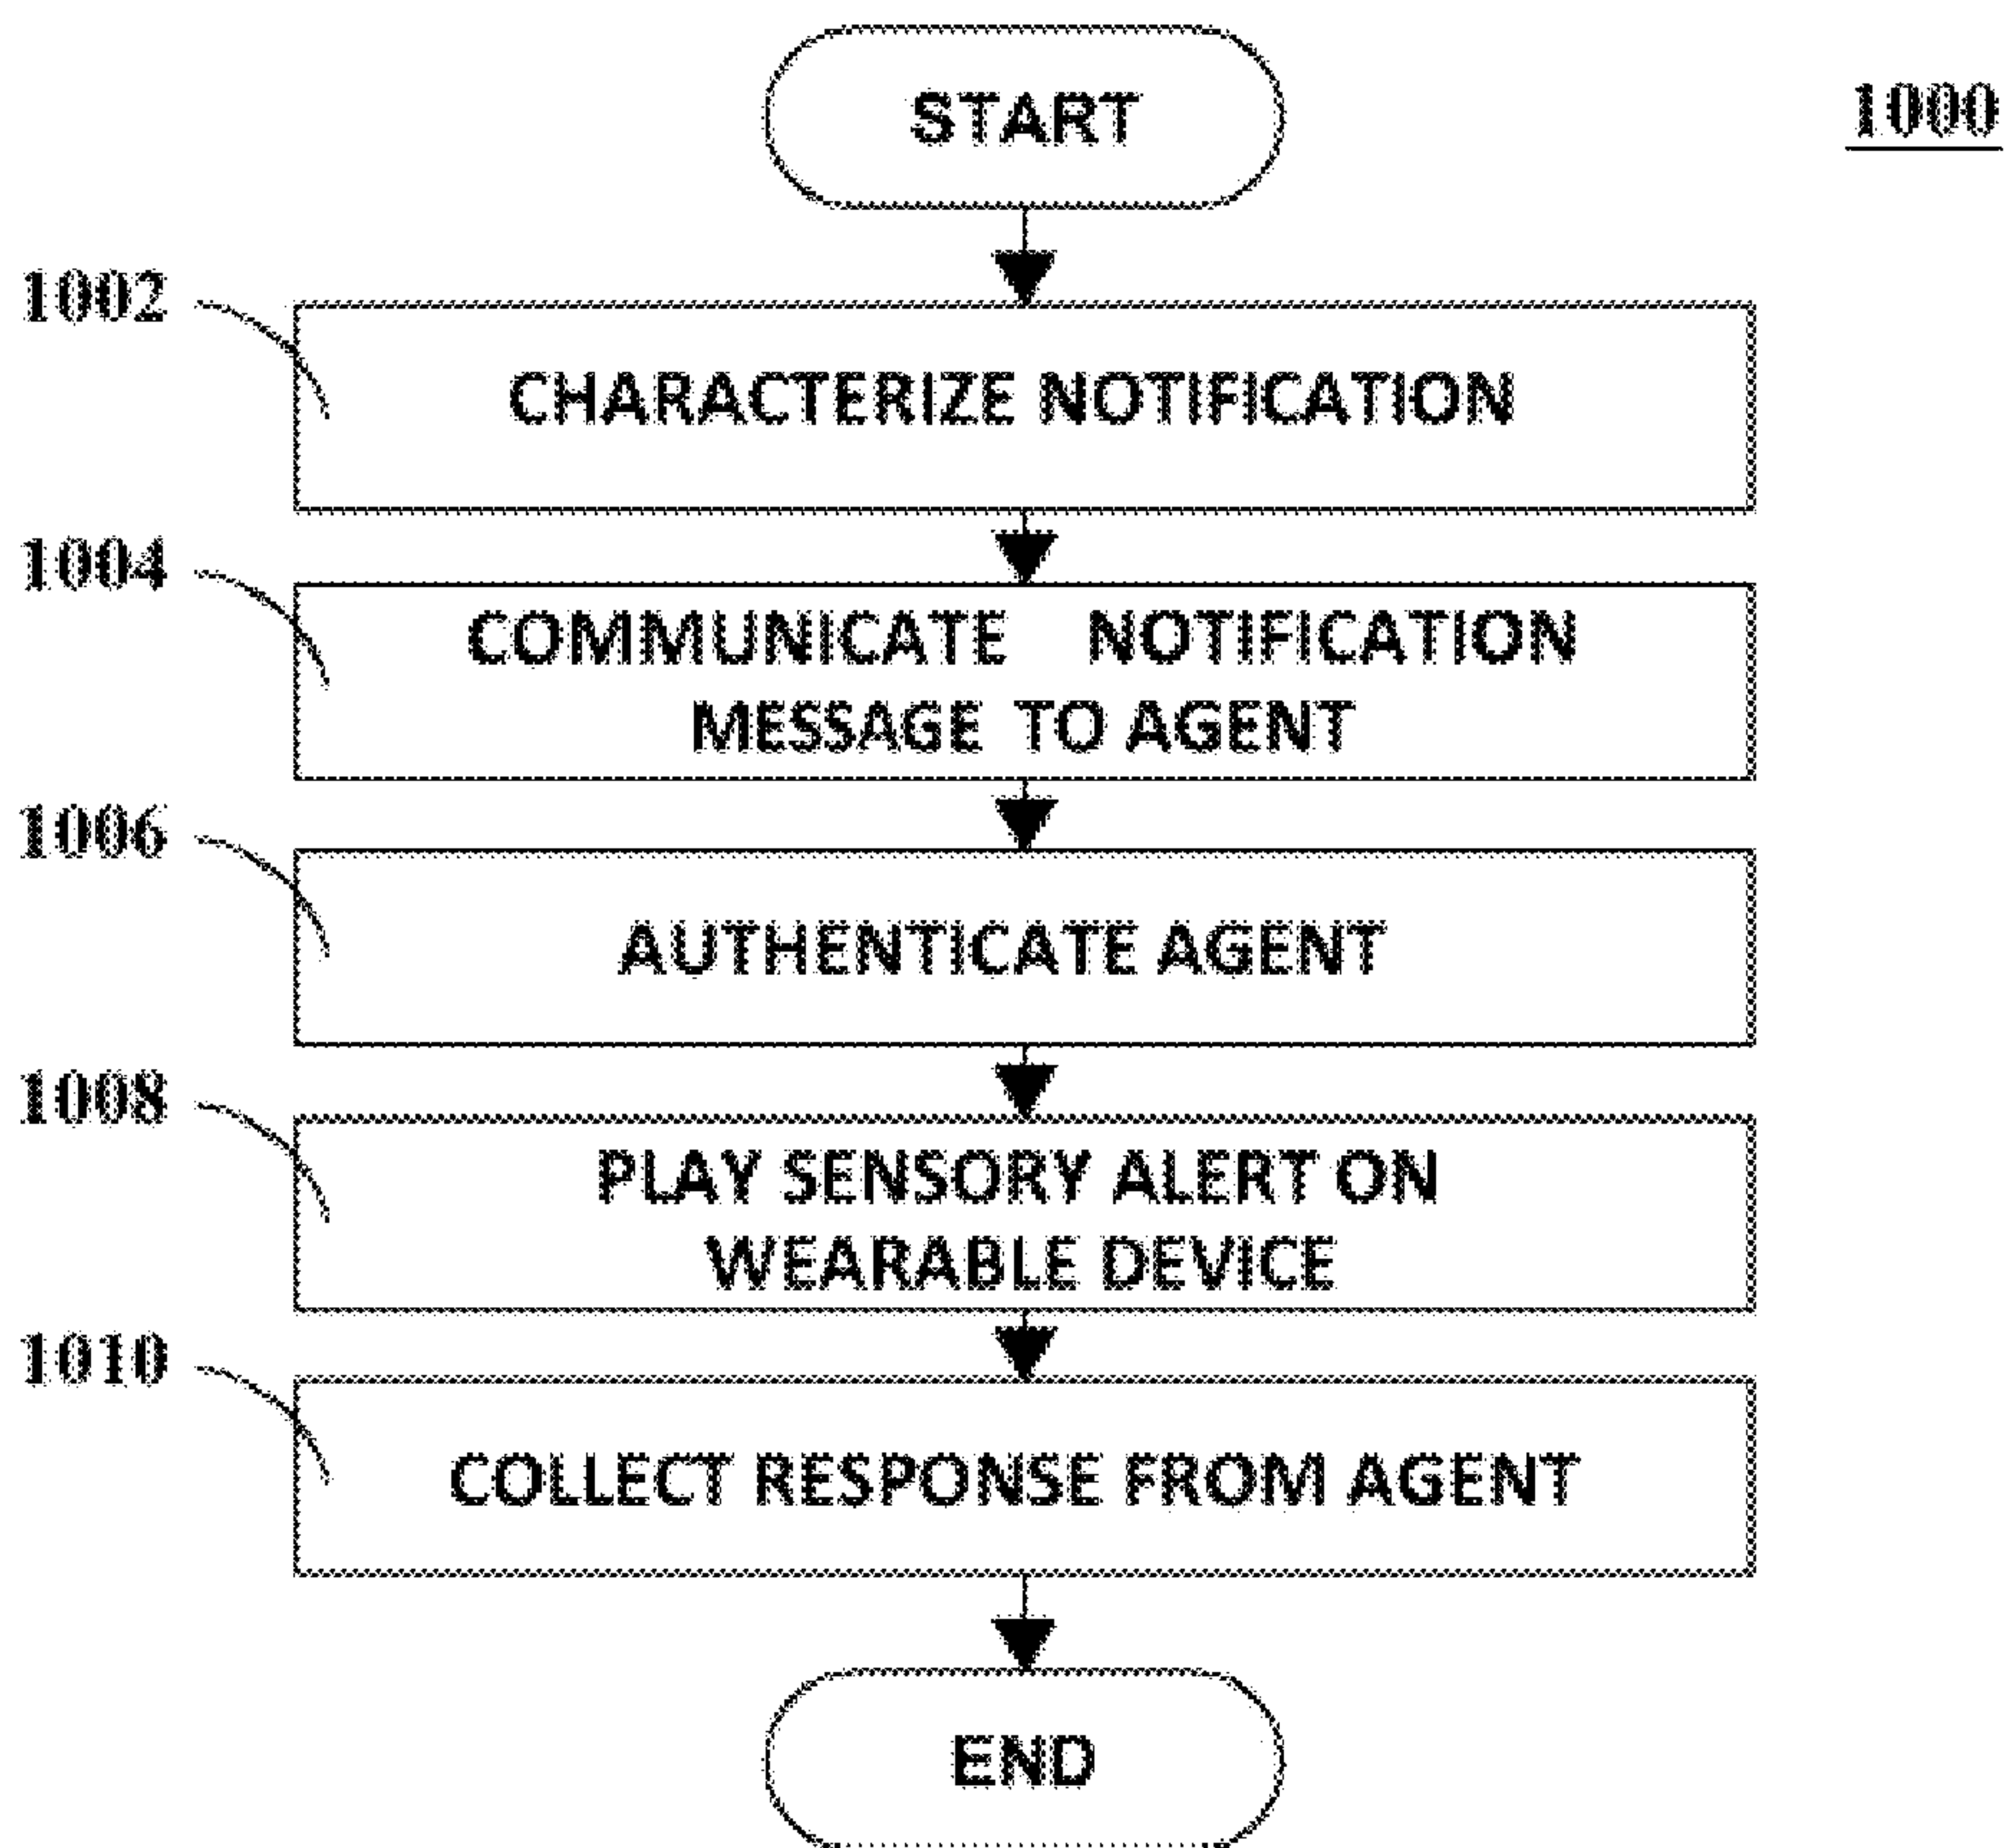 START
1000
1002
CHARACTERIZE NOTIFICATION
1004
COMMUNICATE NOTIFICATION
MESSAGE TO AGENT
1006
AUTHENTICATE AGENT
1008
PLAY SENSORY ALERT ON
WEARABLE DEVICE
1010
COLLECT RESPONSE FROM AGENT
END